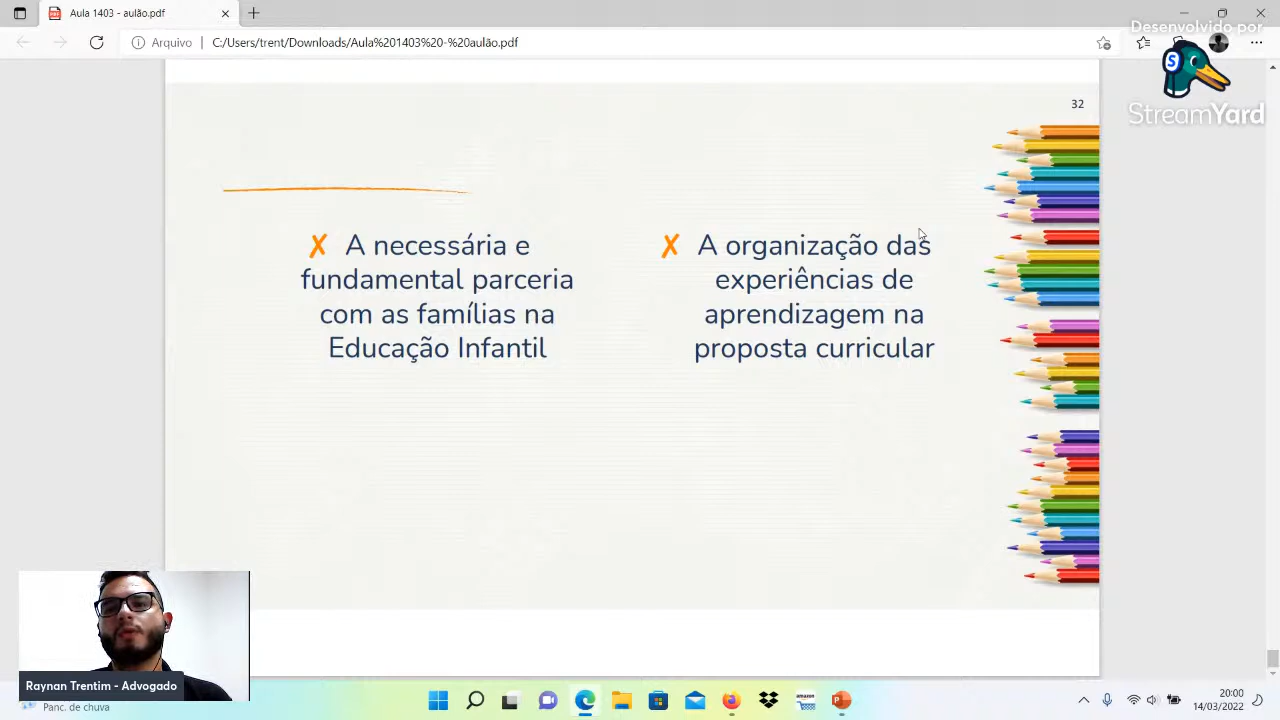 Aula 1403 - aulão.pdf
Desenvolvido por
Arquivo
C:/Users/trent/Downloads/Aula%201403%20-%20aulão.pdf
S
StreamYard
32
✗ A necessária e
fundamental parceria
com as famílias na
Educação Infantil
✗ A organização das
experiências de
aprendizagem na
proposta curricular
Raynan Trentim - Advogado
Panc. de chuva
amazon
20:00
14/03/2022